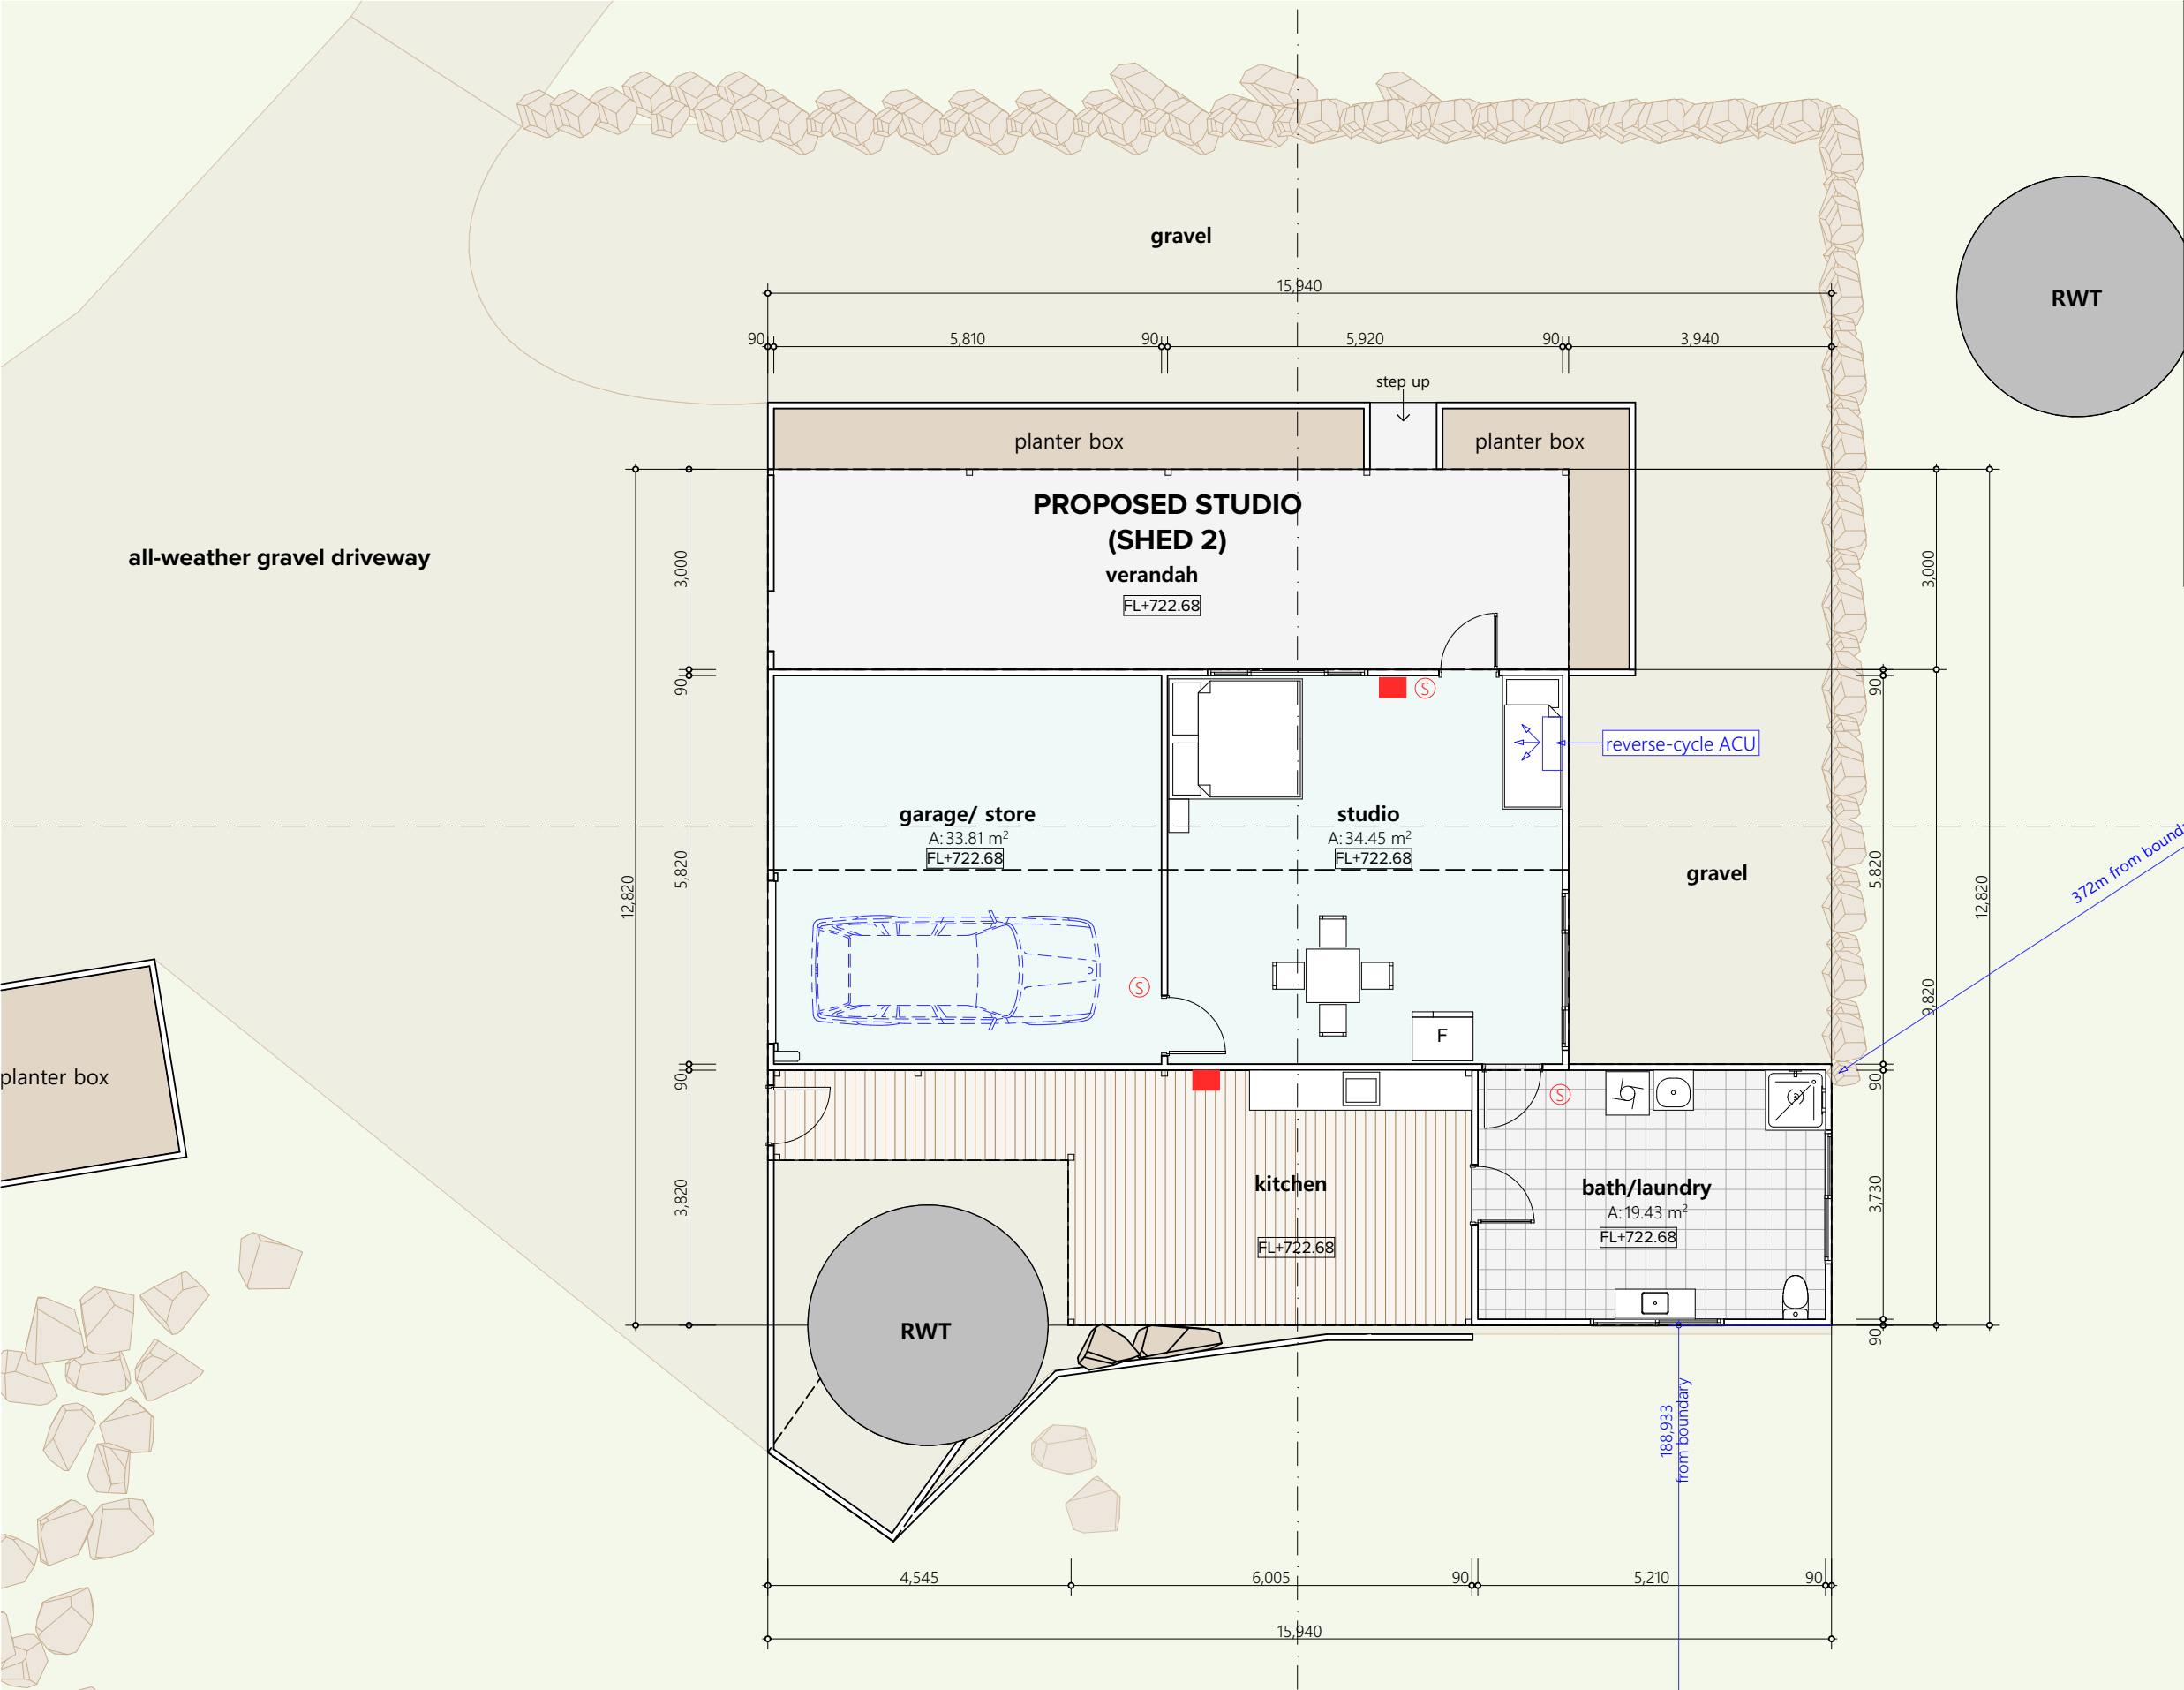 gravel
RWT
15,940
90
5,810
90
5,920
90
3,940
step up
planter box
planter box
PROPOSED STUDIO
(SHED 2)
verandah
FL+722.68
all-weather gravel driveway
3,000
3,000
90
90
reverse-cycle ACU
S
garage/ store
A: 33.81 m²
FL+722.68
studio
A: 34.45 m²
FL+722.68
gravel
372m from bound
5,820
12,820
5,820
12,820
9,820
S
F
planter box
90
90
S
kitchen
FL+722.68
bath/laundry
A: 19.43 m²
FL+722.68
3,820
3,730
RWT
90
188,933
from boundary
4,545
6,005
90
5,210
90
15,940